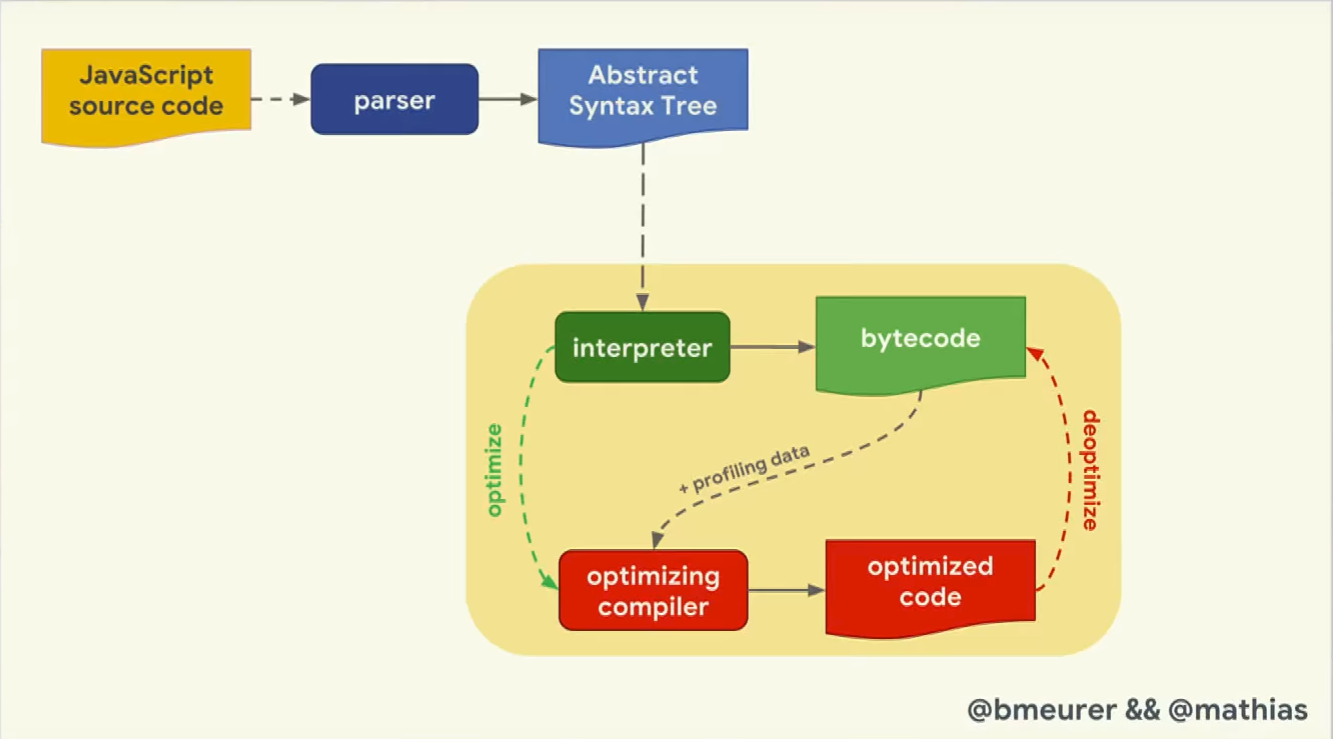 JavaScript
source code
parser
Abstract
Syntax Tree
interpreter
bytecode
optimize
+ profiling data
deoptimize
optimizing
compiler
optimized
code
@bmeurer && @mathias